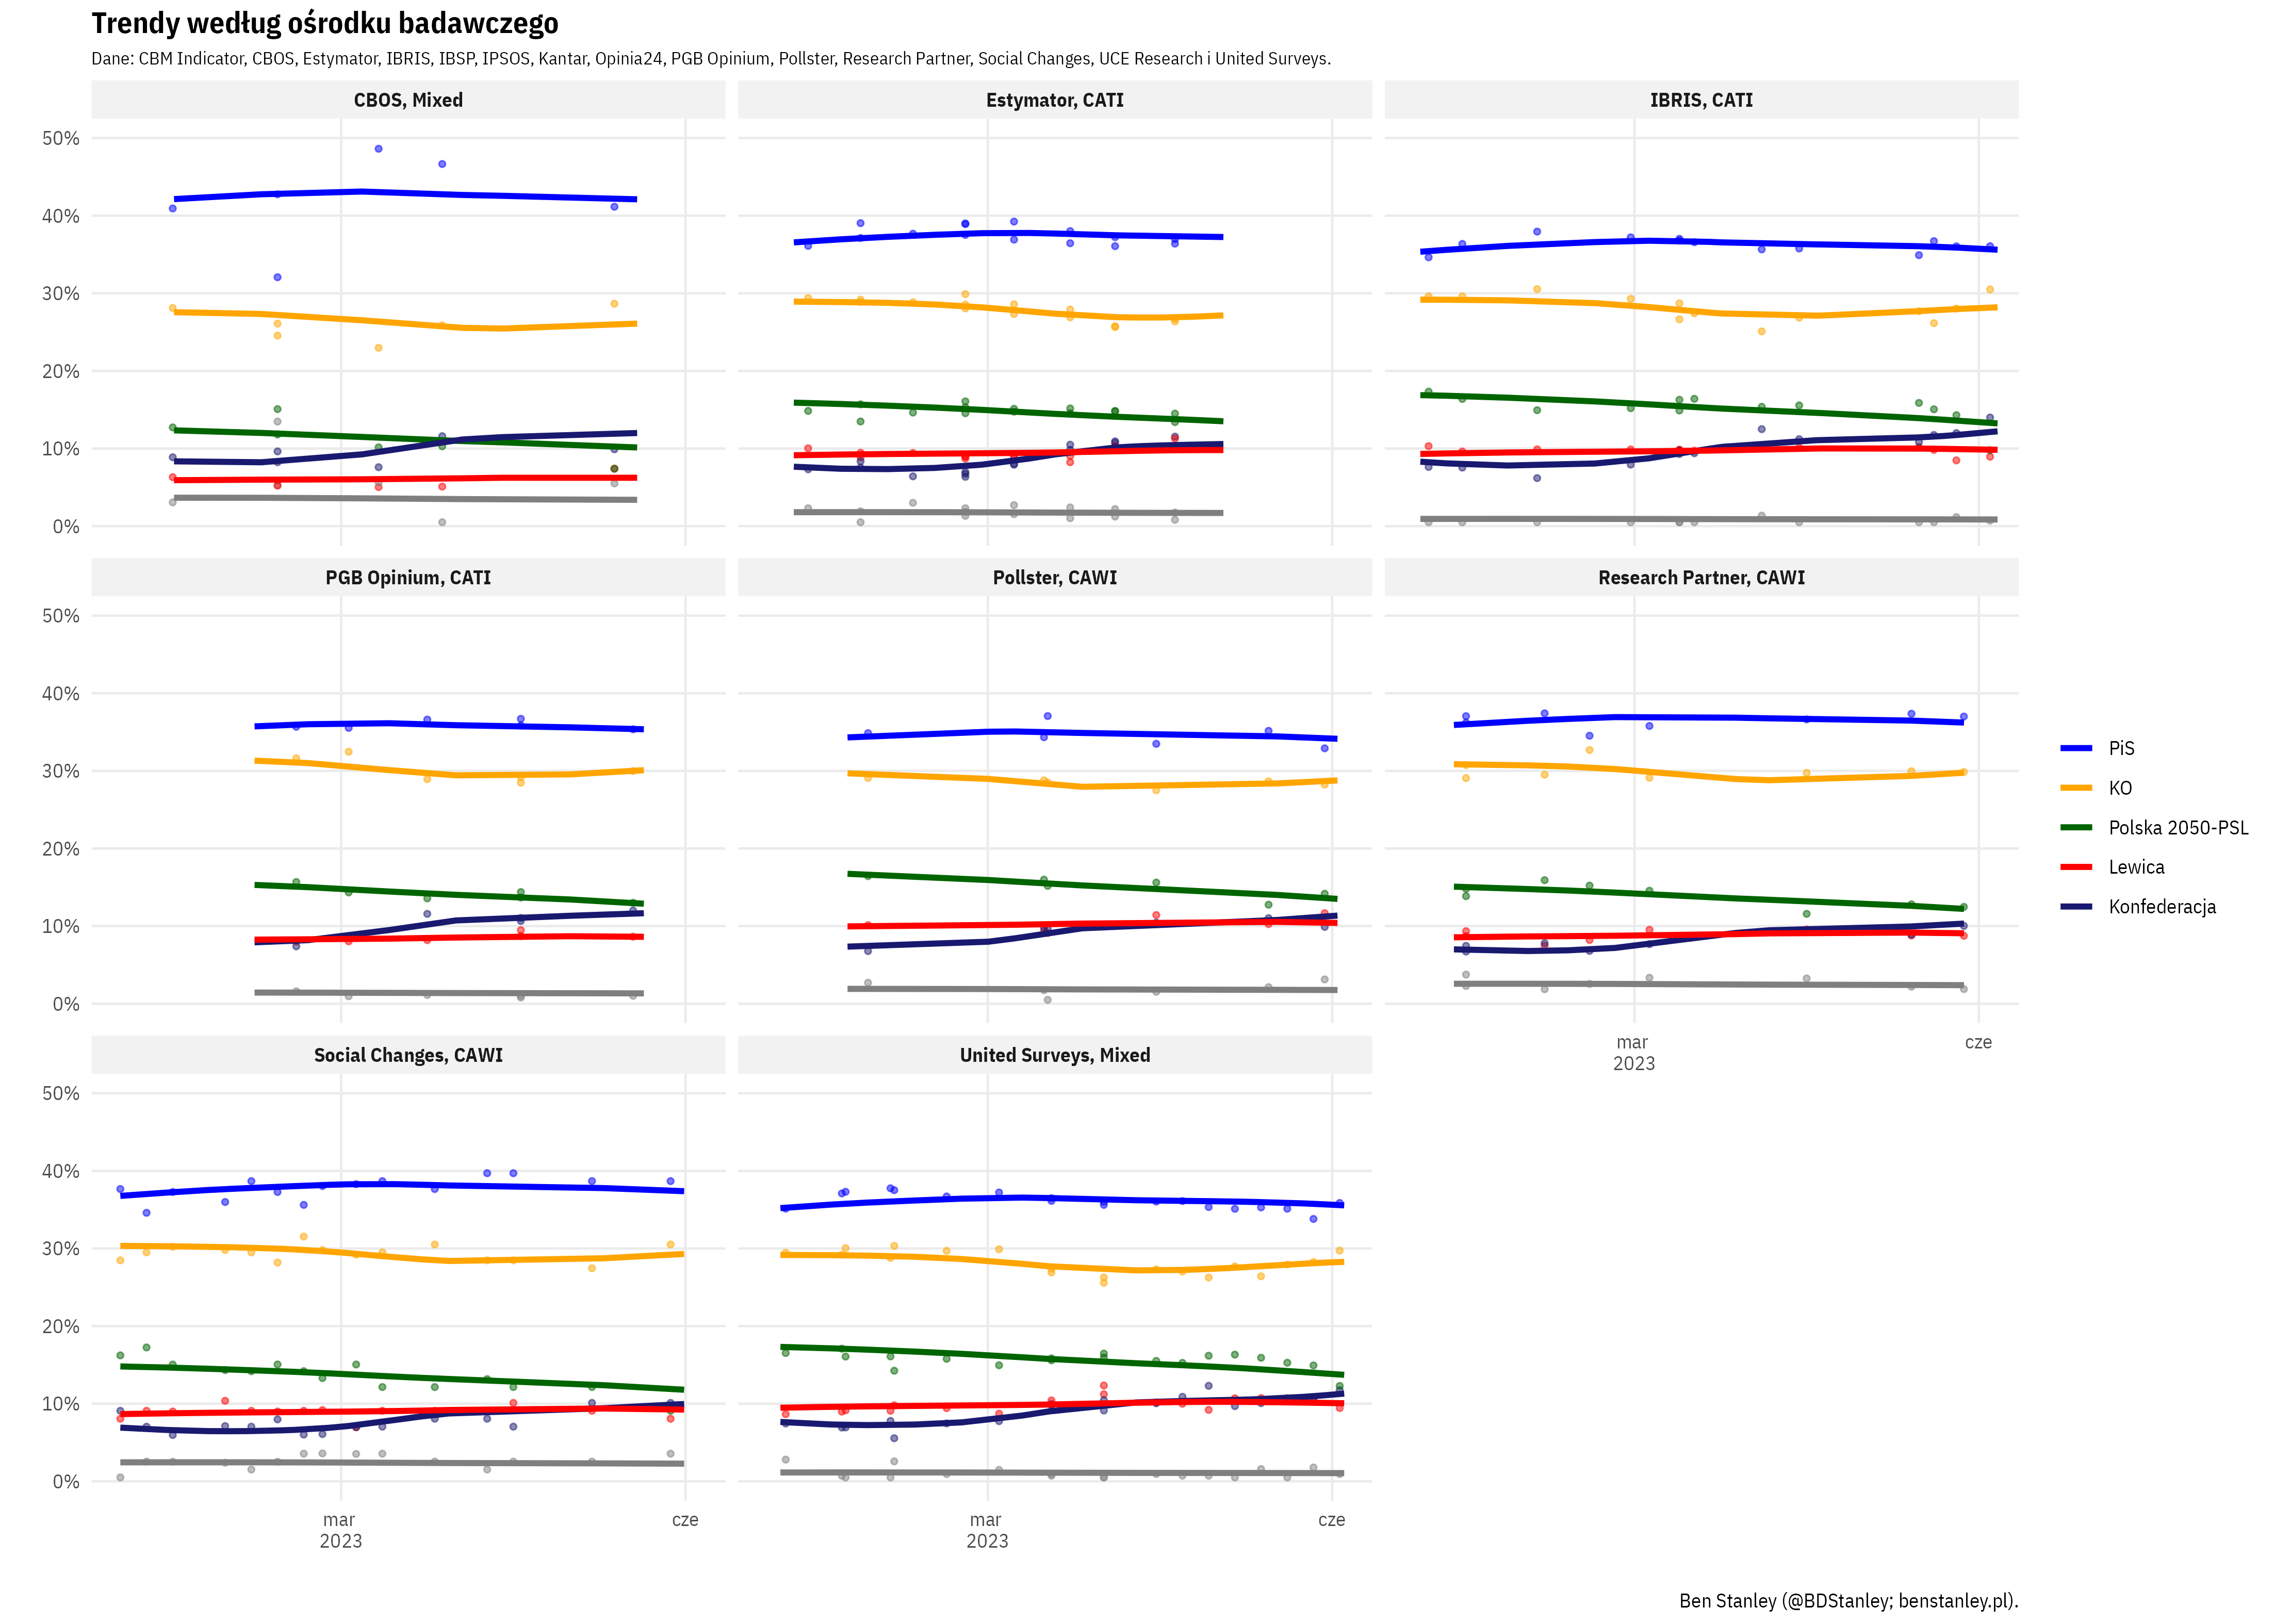 Trendy według ośrodku badawczego
Dane: CBM Indicator, CBOS, Estymator, IBRIS, IBSP, IPSOS, Kantar, Opinia24, PGB Opinium, Pollster, Research Partner, Social Changes, UCE Research i United Surveys.
CBOS, Mixed
Estymator, CATI
IBRIS, CATI
50%
40%
30%
20%
10%
0%
PGB Opinium, CATI
Pollster, CAWI
Research Partner, CAWI
50%
40%
30%
20%
10%
0%
mar
2023
cze
Social Changes, CAWI
United Surveys, Mixed
50%
40%
30%
20%
10%
0%
mar
2023
cze
mar
2023
cze
PiS
KO
Polska 2050-PSL
Lewica
Konfederacja
Ben Stanley (@BDStanley; benstanley.pl).